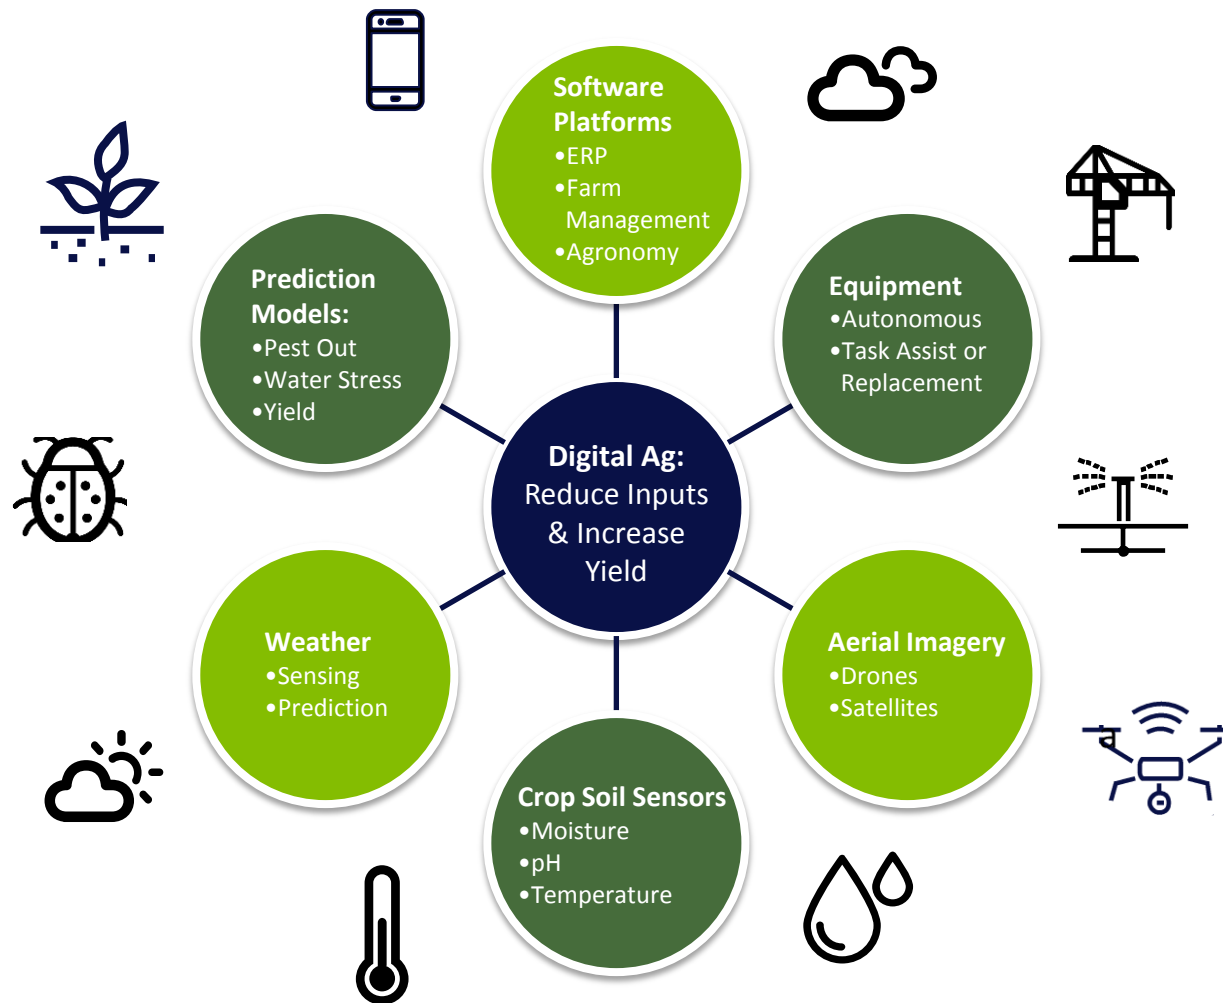 Software
Platforms
•ERP
•Farm
Management
•Agronomy
Prediction
Models:
•Pest Out
•Water Stress
•Yield
Equipment
•Autonomous
•Task Assist or
Replacement
Digital Ag:
Reduce Inputs
& Increase
Yield
Weather
•Sensing
•Prediction
Aerial Imagery
•Drones
•Satellites
a
Crop Soil Sensors
•Moisture
•pH
•Temperature